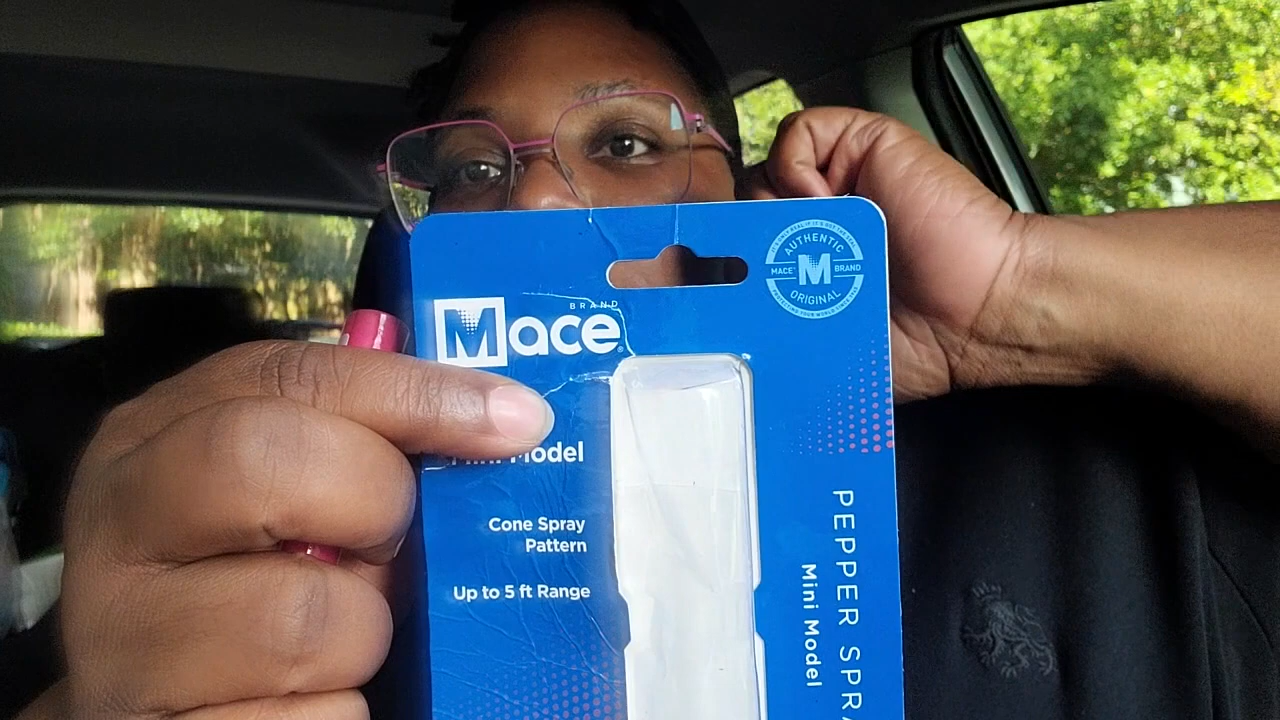 BRAND
Mace
Mini Model
Cone Spray
Pattern
Up to 5 ft Range
AUTHENTIC
MACE M BRAND
ORIGINAL
PEPPER SPRA
Mini Model